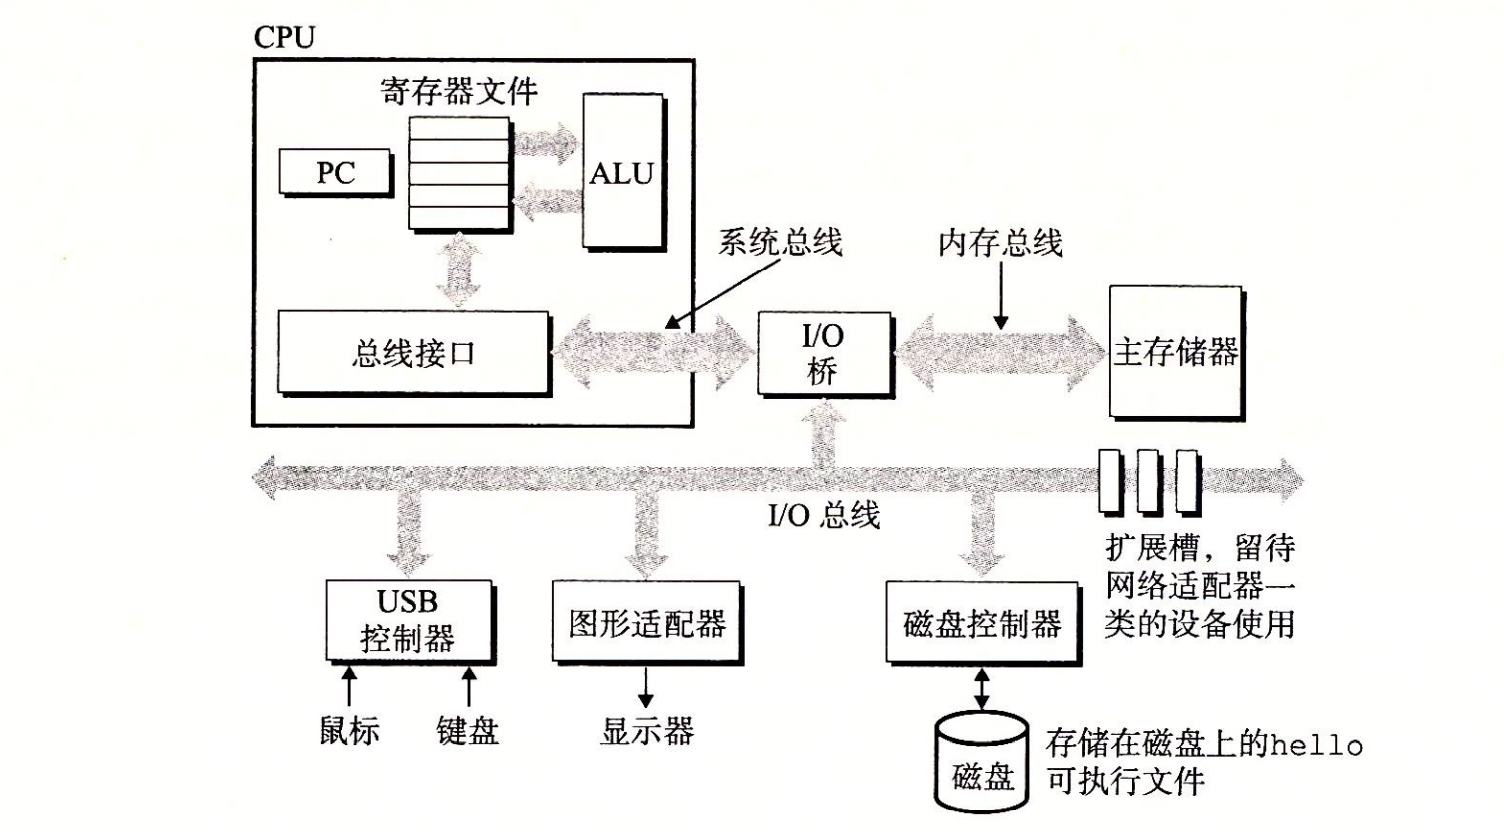 CPU
寄存器文件
PC
ALU
系统总线
内存总线
总线接口
I/O
桥
主存储器
I/O 总线
扩展槽，留待
网络适配器一
类的设备使用
USB
控制器
图形适配器
磁盘控制器
鼠标
键盘
显示器
磁盘
存储在磁盘上的hello
可执行文件